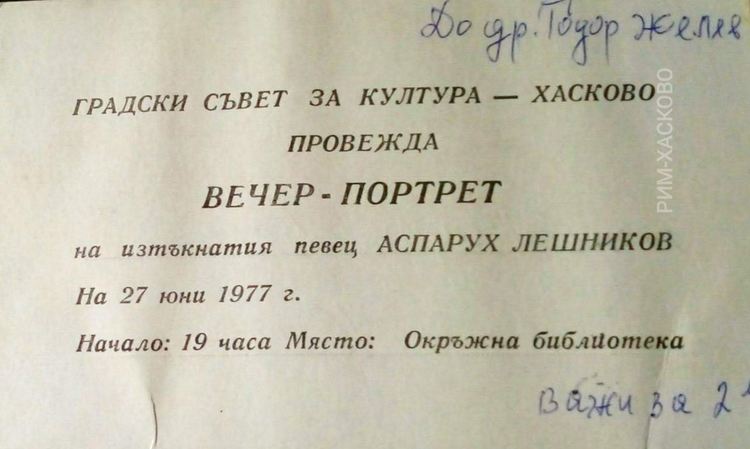 До др. Тодор Желев
ГРАДСКИ СЪВЕТ ЗА КУЛТУРА — ХАСКОВО
ПРОВЕЖДА
ВЕЧЕР - ПОРТРЕТ
на изтъкнатия певец АСПАРУХ ЛЕШНИКОВ
На 27 юни 1977 г.
Начало: 19 часа Място: Окръжна библиотека
Важи за 2
РИМ-ХАСКОВО